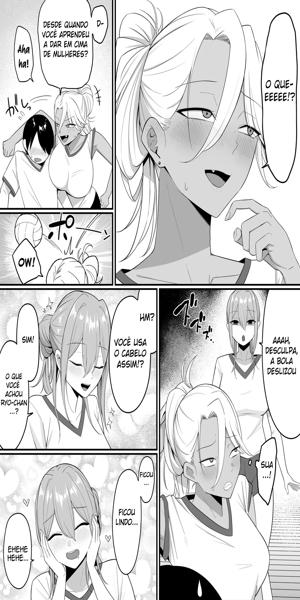 O QUE-
EEEEE!?
D-
DESDE QUANDO
VOCÊ APRENDEU
A DAR EM CIMA
DE MULHERES?
Aha
ha!
OW!
AAAH,
DESCULPA,
A BOLA
DESLIZOU
SUA
...!
HM?
VOCÊ USA
O CABELO
ASSIM!?
SIM!
O QUE VOCÊ
ACHOU
RYO-CHAN
...?
FICOU
...
FICOU
LINDO...
EHEHE
HEHE...